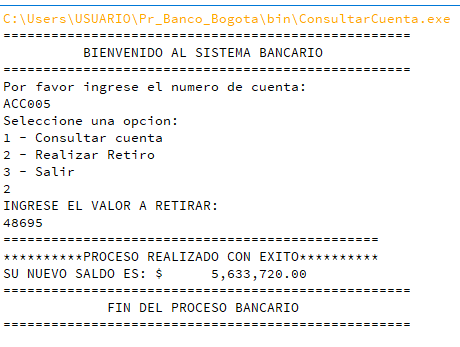 C:\Users\USUARIO\Pr_Banco_Bogota\bin\ConsultarCuenta.exe
===================================================
          BIENVENIDO AL SISTEMA BANCARIO
===================================================
Por favor ingrese el numero de cuenta:
ACC005
Seleccione una opcion:
1 - Consultar cuenta
2 - Realizar Retiro
3 - Salir
2
INGRESE EL VALOR A RETIRAR:
48695
===============================================
**********PROCESO REALIZADO CON EXITO**********
SU NUEVO SALDO ES: $      5,633,720.00
===================================================
             FIN DEL PROCESO BANCARIO
===================================================